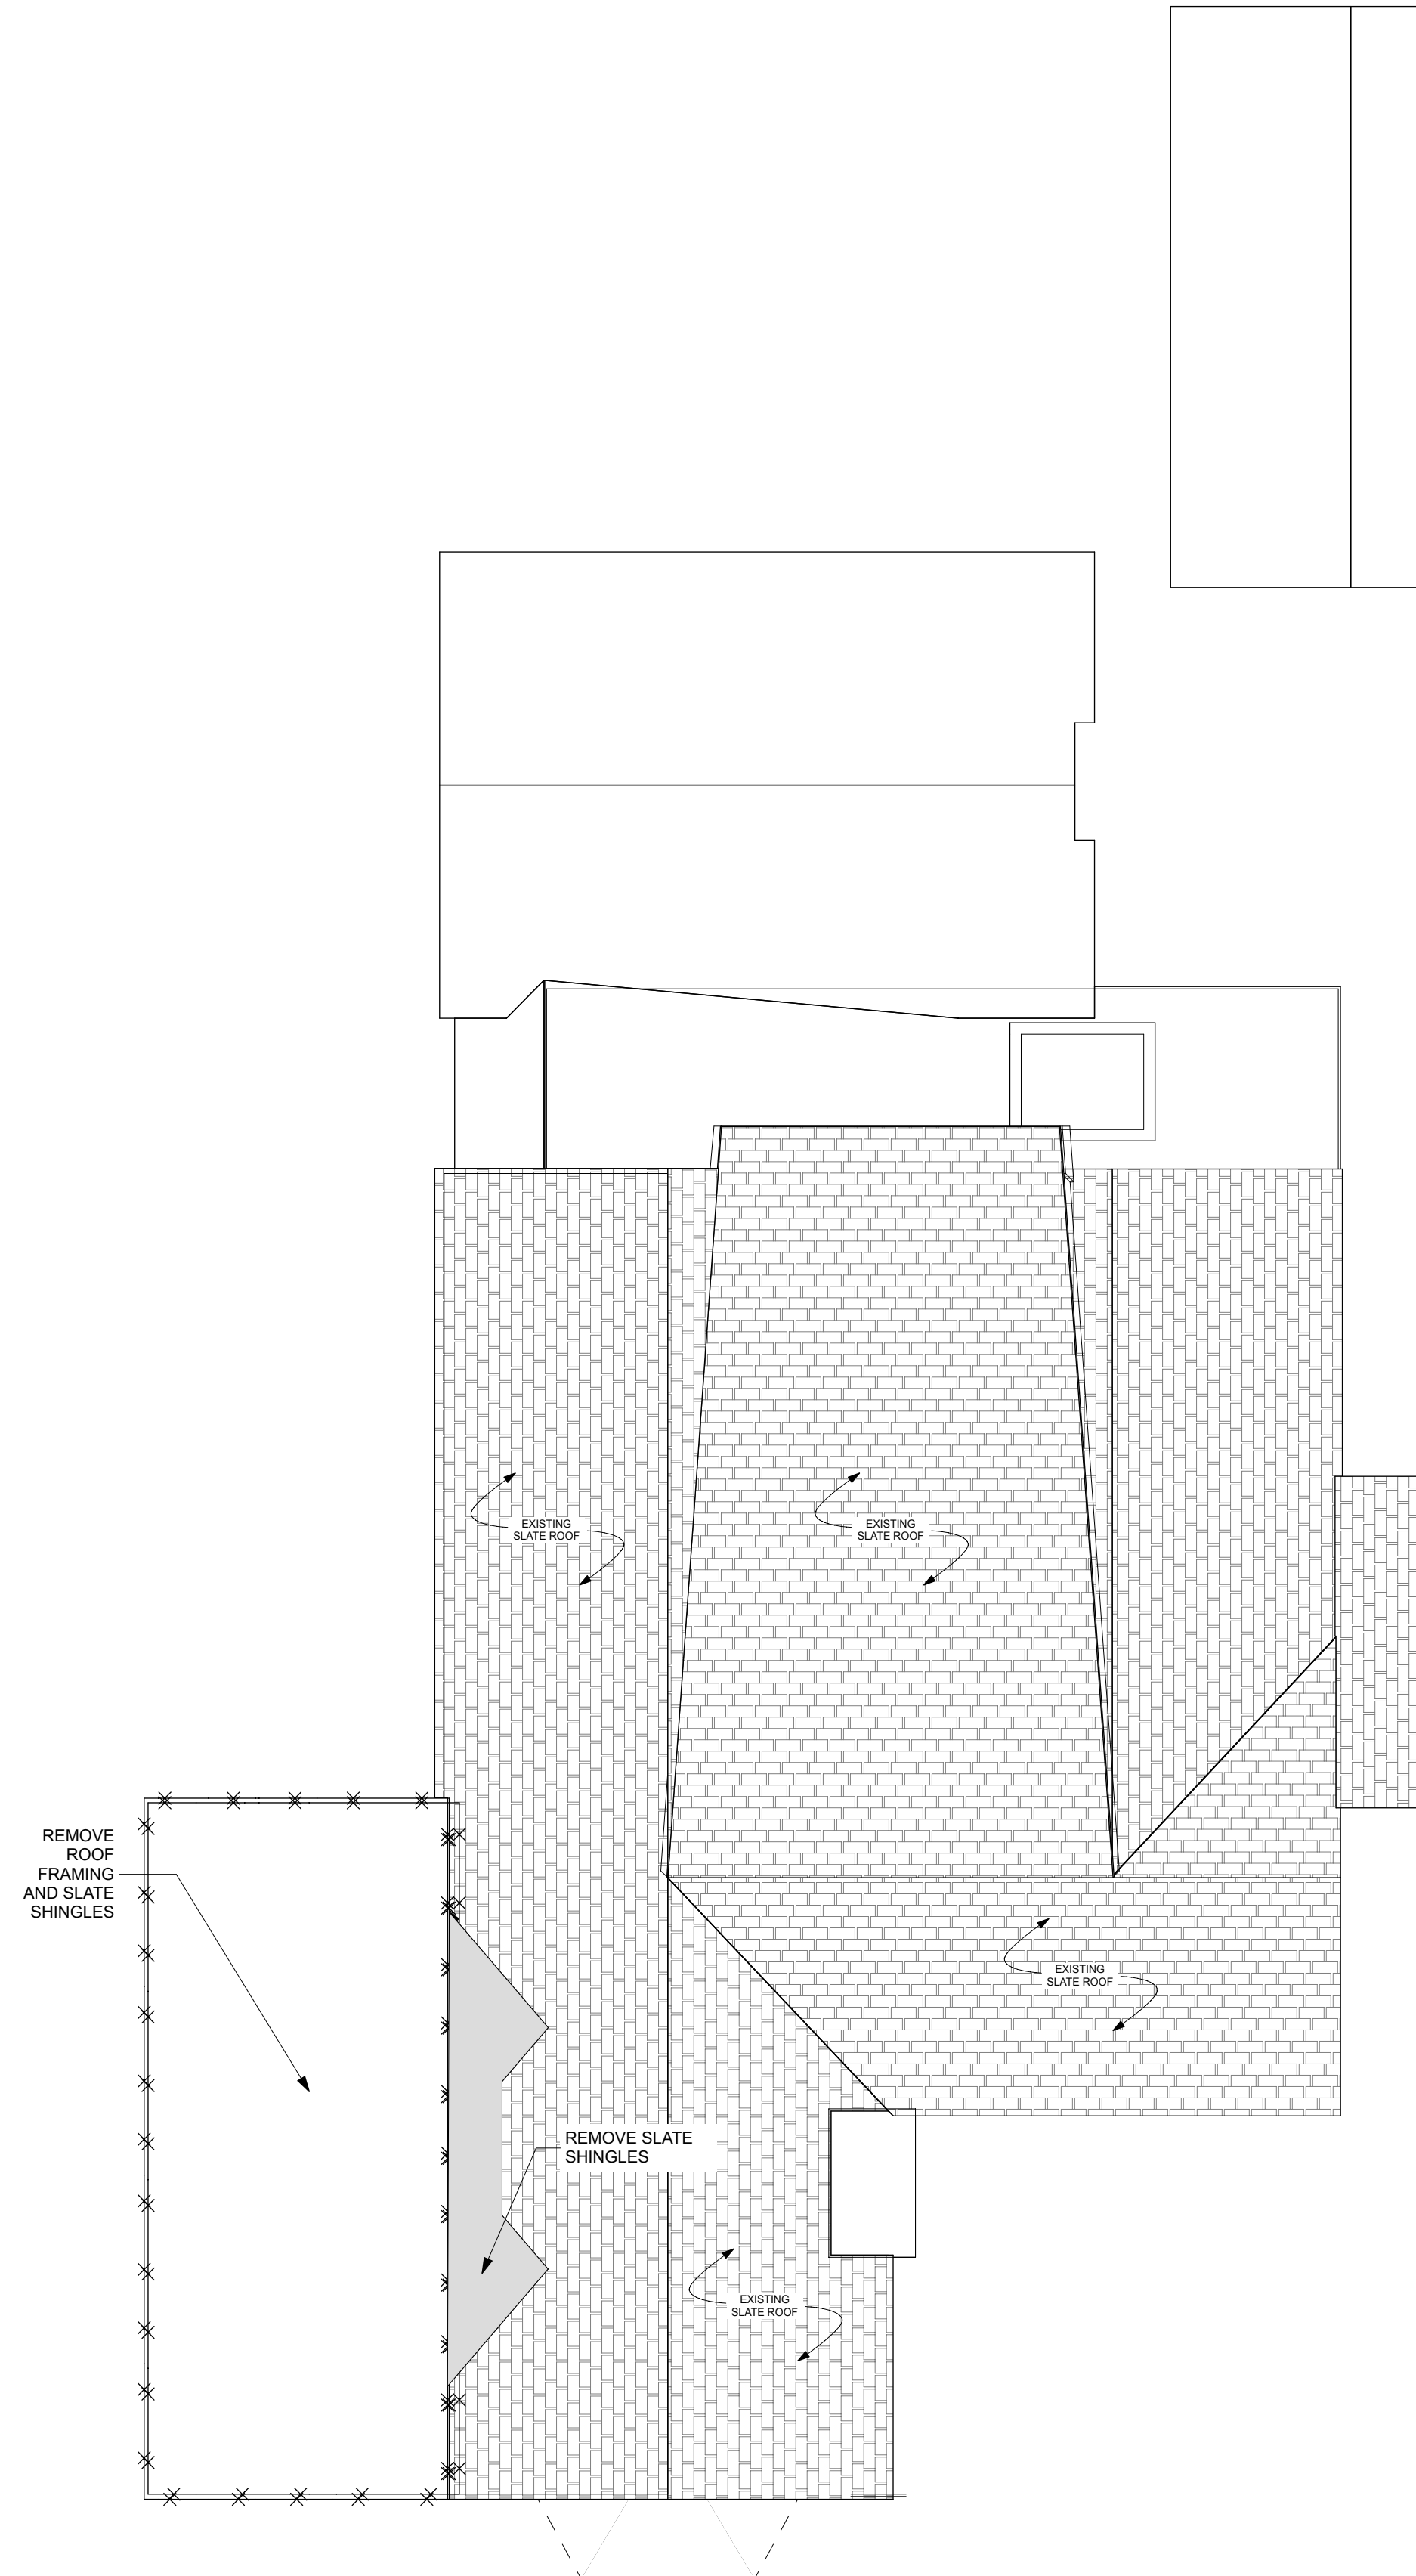 EXISTING
SLATE ROOF
EXISTING
SLATE ROOF
REMOVE
ROOF
FRAMING
AND SLATE
SHINGLES
EXISTING
SLATE ROOF
REMOVE SLATE
SHINGLES
EXISTING
SLATE ROOF